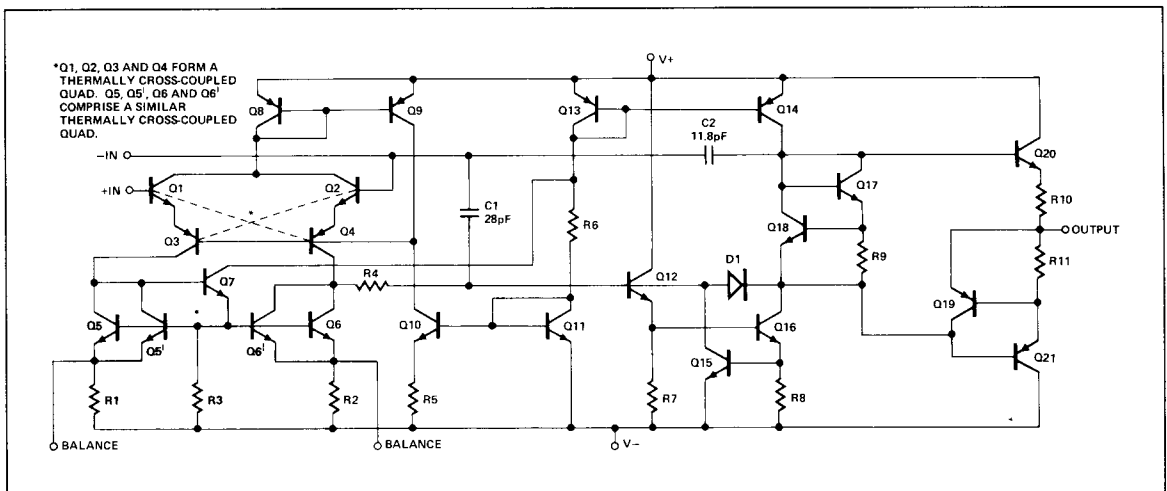 *Q1, Q2, Q3 AND Q4 FORM A
THERMALLY CROSS-COUPLED
QUAD. Q5, Q5', Q6 AND Q6'
COMPRISE A SIMILAR
THERMALLY CROSS-COUPLED
QUAD.
V+
Q8
Q9
Q13
Q14
C2
11.8pF
Q20
-IN
+IN
Q1
Q2
*
Q17
R10
C1
28pF
R6
Q3
Q4
Q18
OUTPUT
R9
R11
R4
Q12
D1
Q7
Q19
Q5
Q5'
Q6'
Q6
Q10
Q11
Q16
Q21
Q15
R1
R3
R2
R5
R7
R8
BALANCE
BALANCE
V-